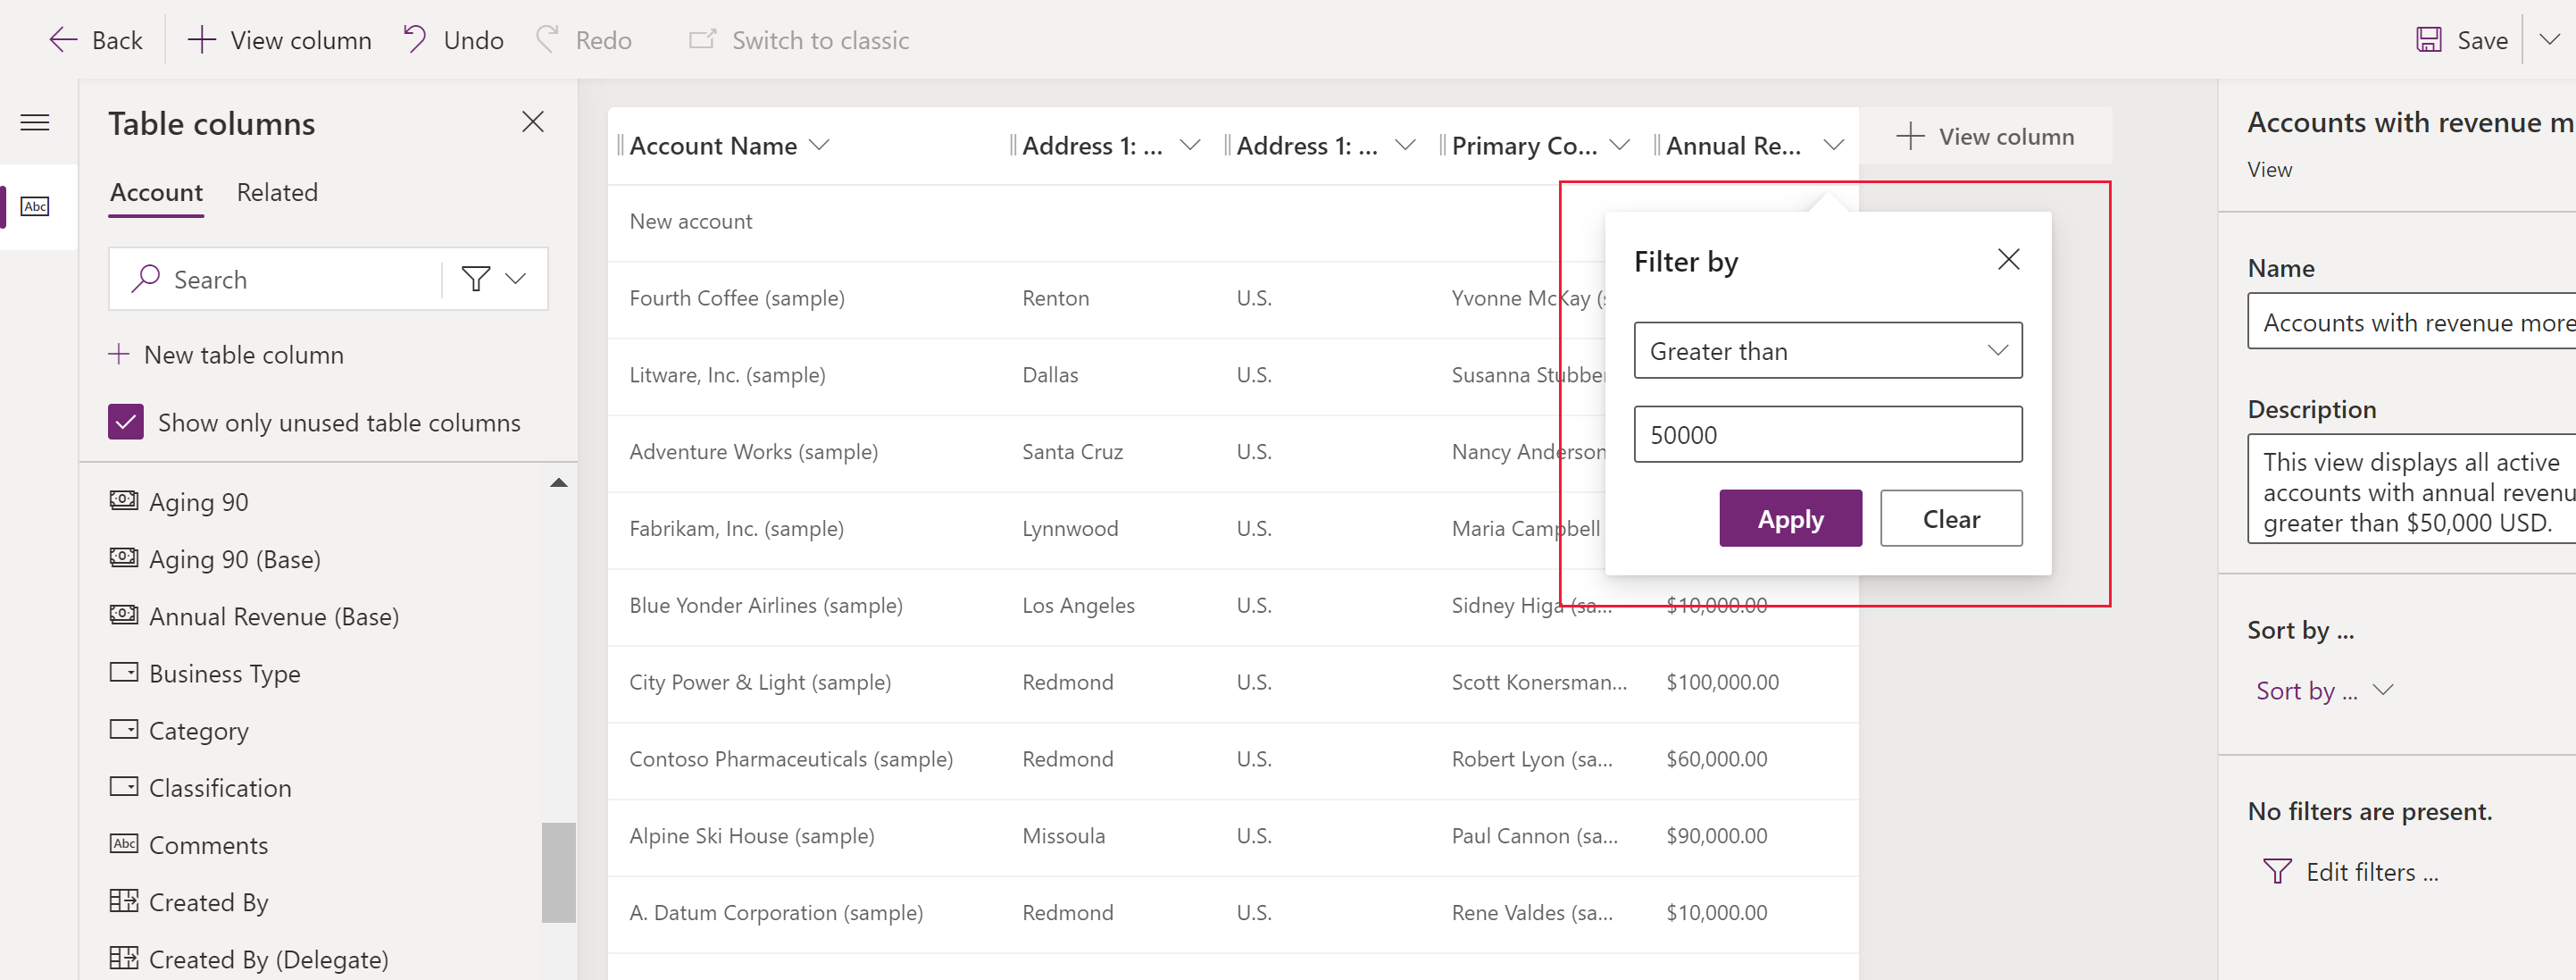 Back
View column
Undo
Redo
Switch to classic
Save
Table columns
Account
Related
Search
New table column
Show only unused table columns
Abc
Aging 90
Aging 90 (Base)
Annual Revenue (Base)
Business Type
Category
Classification
Abc Comments
Created By
Created By (Delegate)
Account Name
Address 1: ...
Address 1: ...
Primary Co...
Annual Re...
View column
New account
Fourth Coffee (sample) Renton U.S. Yvonne McKay (s
Litware, Inc. (sample) Dallas U.S. Susanna Stubbe
Adventure Works (sample) Santa Cruz U.S. Nancy Anderson
Fabrikam, Inc. (sample) Lynnwood U.S. Maria Campbell
Blue Yonder Airlines (sample) Los Angeles U.S. Sidney Higa (sa... $10,000.00
City Power & Light (sample) Redmond U.S. Scott Konersman... $100,000.00
Contoso Pharmaceuticals (sample) Redmond U.S. Robert Lyon (sa... $60,000.00
Alpine Ski House (sample) Missoula U.S. Paul Cannon (sa... $90,000.00
A. Datum Corporation (sample) Redmond U.S. Rene Valdes (sa... $10,000.00
Filter by
Greater than
50000
Apply
Clear
Accounts with revenue m
View
Name
Accounts with revenue more
Description
This view displays all active
accounts with annual revenu
greater than $50,000 USD.
Sort by ...
Sort by ...
No filters are present.
Edit filters ...